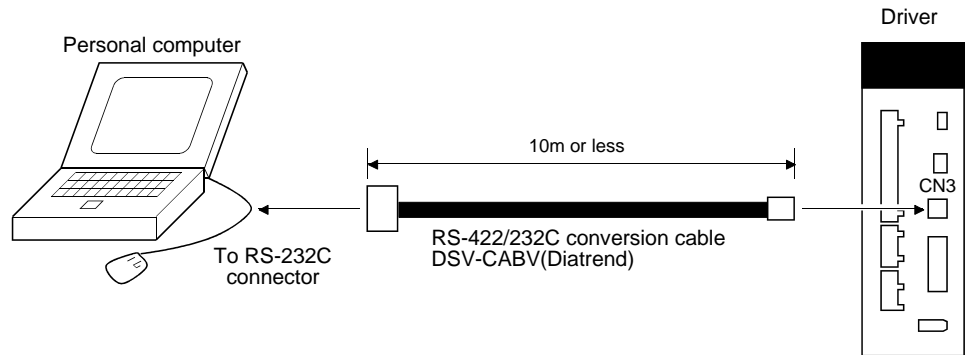 Driver
Personal computer
10m or less
CN3
RS-422/232C conversion cable
DSV-CABV(Diatrend)
To RS-232C
connector